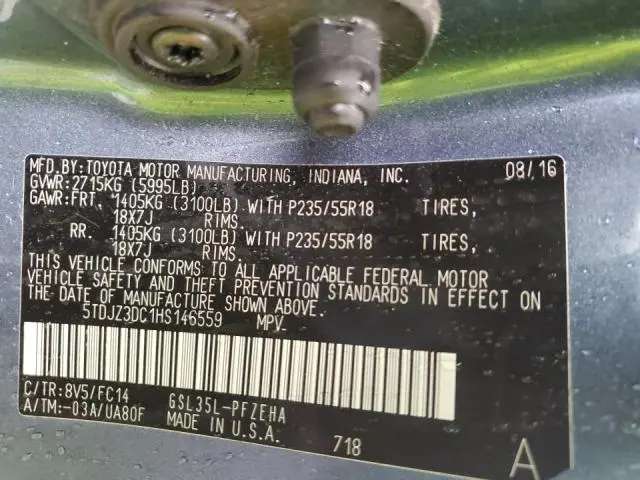 MFD.BY:TOYOTA MOTOR MANUFACTURING, INDIANA, INC. 08/16
GVWR:2715KG (5995LB)
GAWR:FRT. 1405KG (3100LB) WITH P235/55R18 TIRES,
18X7J RIMS.
RR. 1405KG (3100LB) WITH P235/55R18 TIRES,
18X7J RIMS.
THIS VEHICLE CONFORMS TO ALL APPLICABLE FEDERAL MOTOR
VEHICLE SAFETY AND THEFT PREVENTION STANDARDS IN EFFECT ON
THE DATE OF MANUFACTURE SHOWN ABOVE.
5TDJZ3DC1HS146559 MPV.
C/TR:8V5/FC14 GSL35L-PFZEHA
A/TM:-03A/UA80F MADE IN U.S.A. 718 A